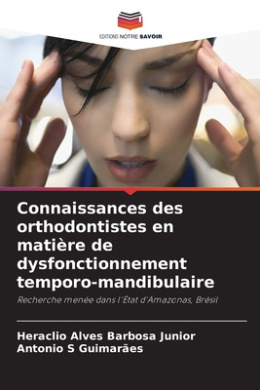 EDITIONS NOTRE SAVOIR
Connaissances des
orthodontistes en
matière de
dysfonctionnement
temporo-mandibulaire
Recherche menée dans l'État d'Amazonas, Brésil
Heraclio Alves Barbosa Junior
Antonio S Guimarães